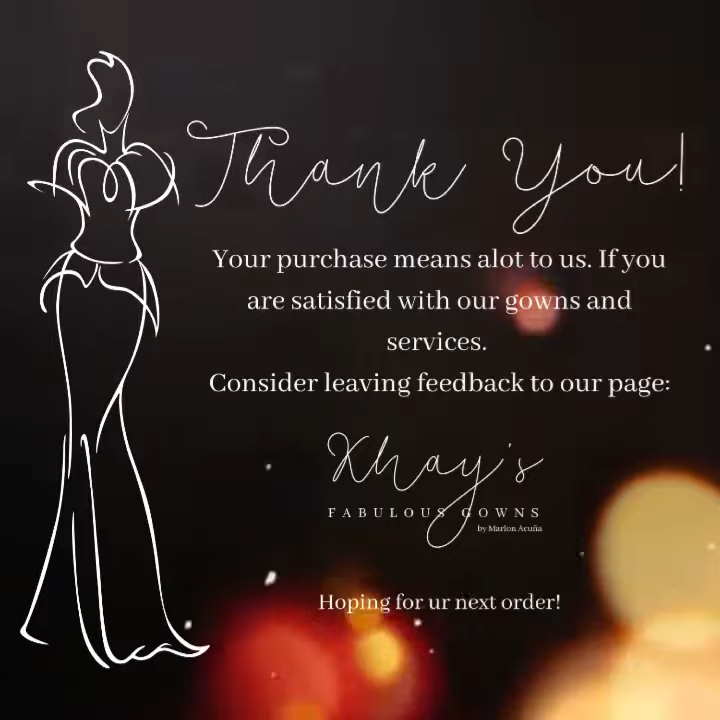 Thank You!
Your purchase means alot to us. If you
are satisfied with our gowns and
services.
Consider leaving feedback to our page:
Xhay's
FABULOUS GOWNS
by Marlon Acuña
Hoping for ur next order!